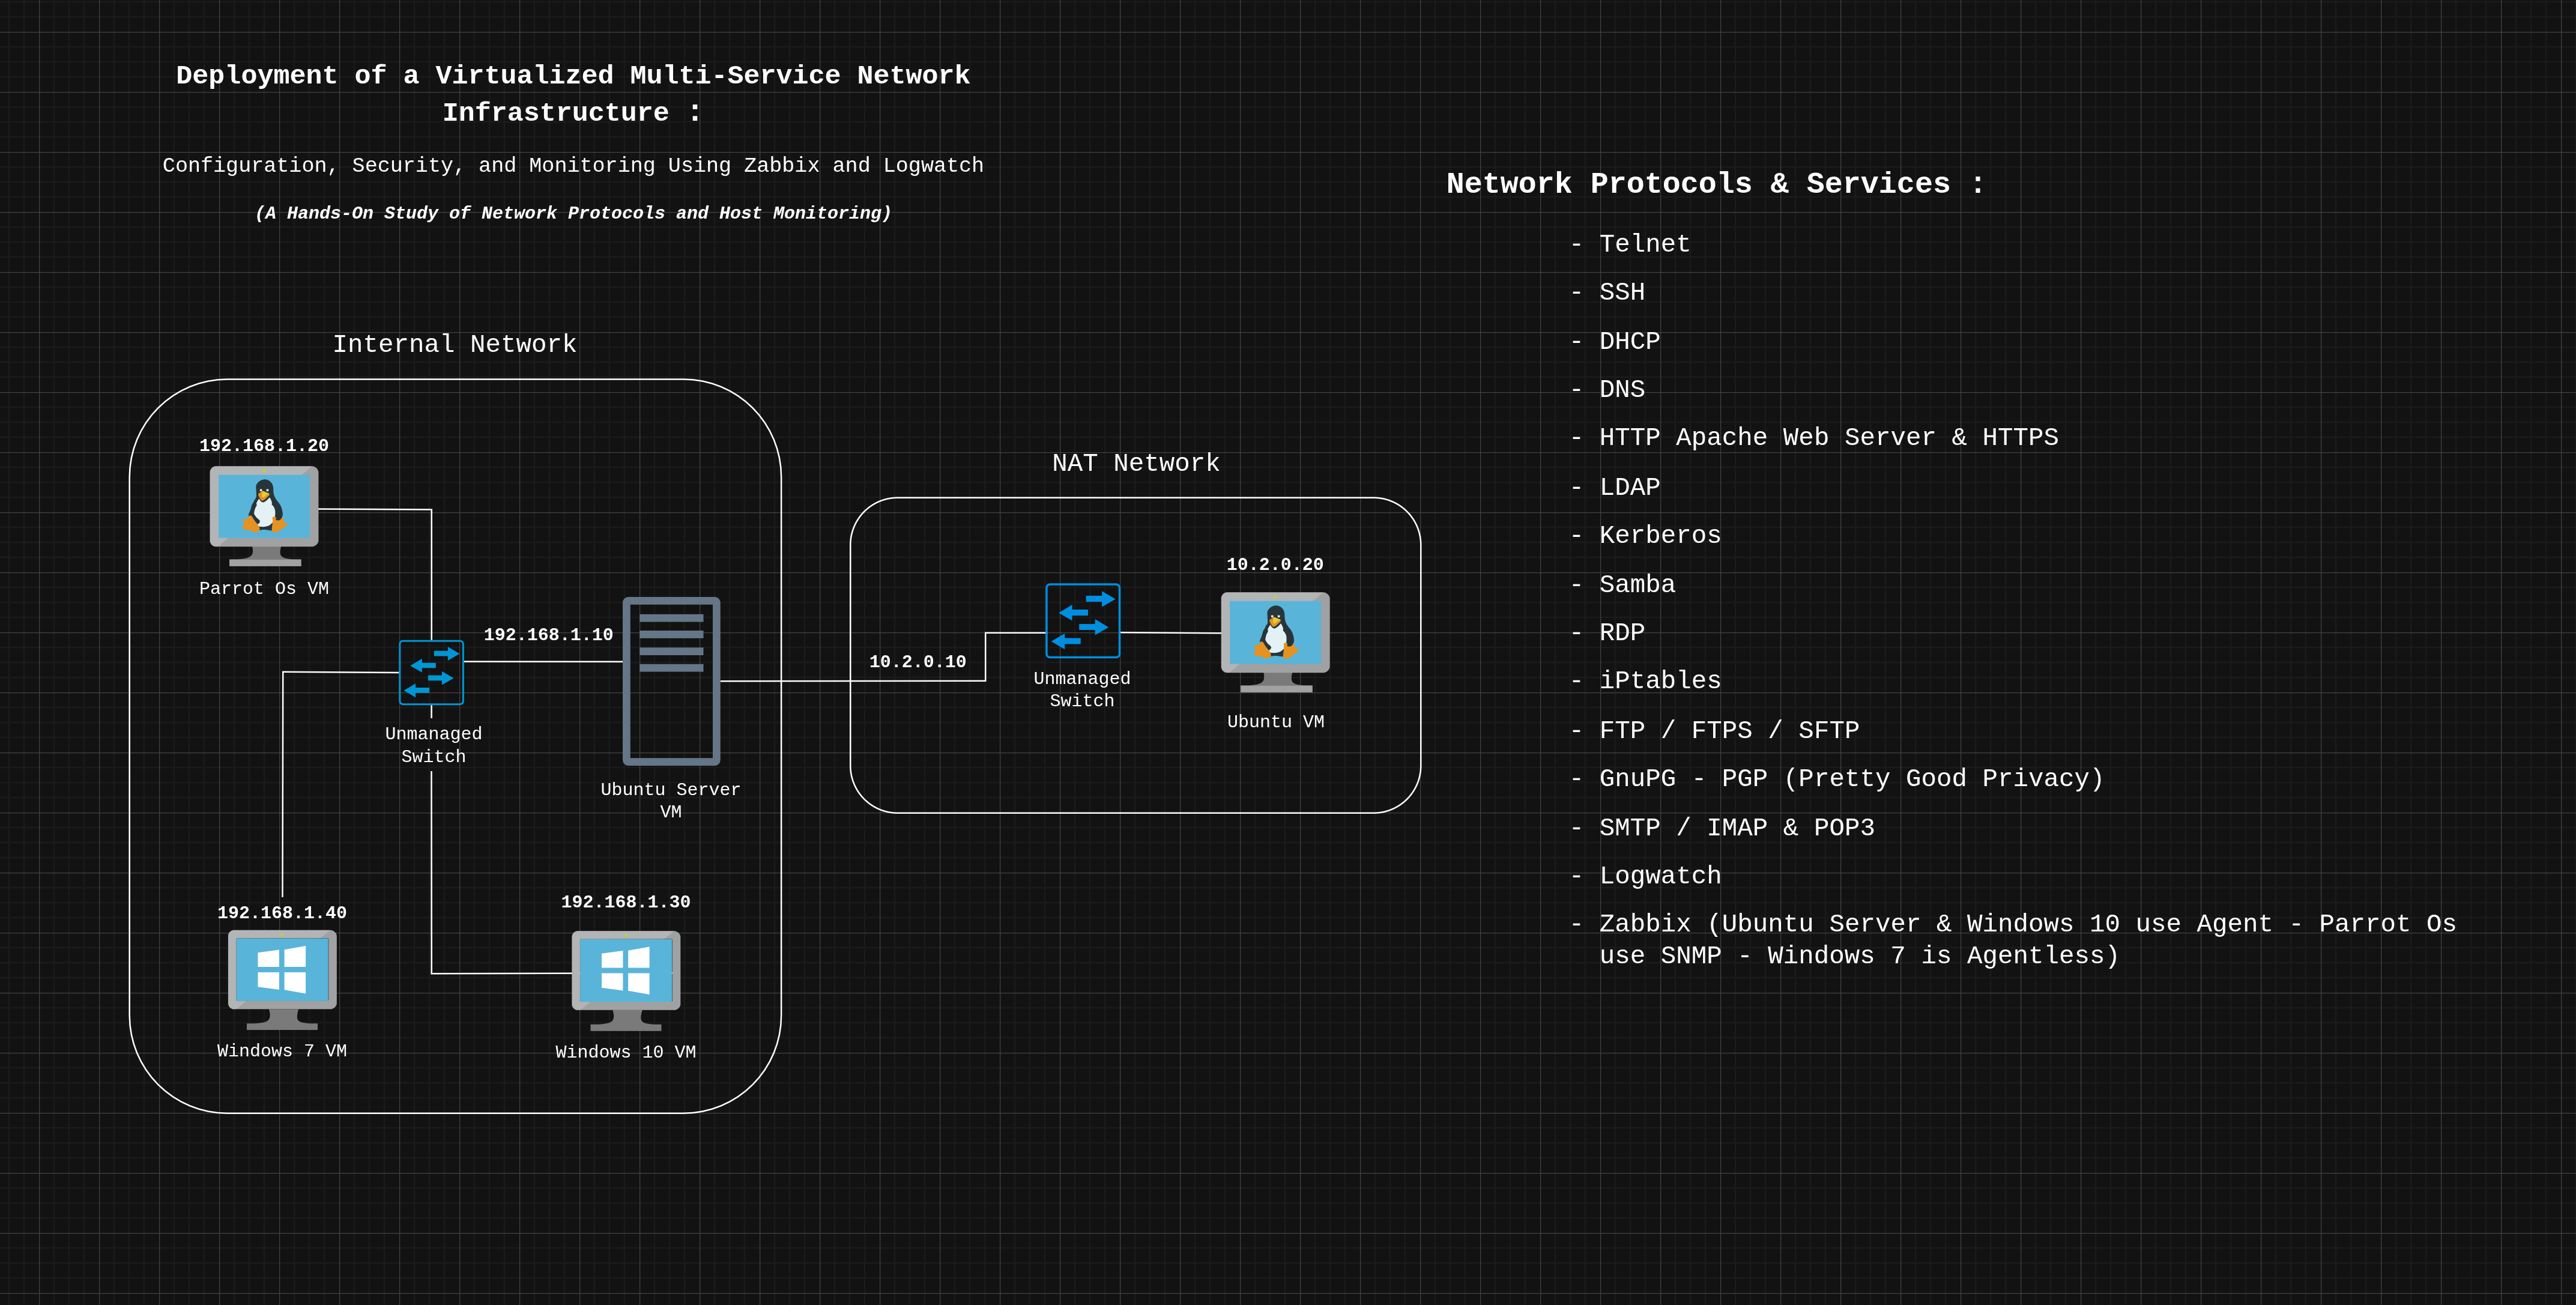 Deployment of a Virtualized Multi-Service Network
Infrastructure :
Configuration, Security, and Monitoring Using Zabbix and Logwatch
(A Hands-On Study of Network Protocols and Host Monitoring)
Internal Network
192.168.1.20
Parrot Os VM
192.168.1.10
Unmanaged
Switch
Ubuntu Server
VM
192.168.1.40
Windows 7 VM
192.168.1.30
Windows 10 VM
NAT Network
10.2.0.10
Unmanaged
Switch
10.2.0.20
Ubuntu VM
Network Protocols & Services :
- Telnet
- SSH
- DHCP
- DNS
- HTTP Apache Web Server & HTTPS
- LDAP
- Kerberos
- Samba
- RDP
- iPtables
- FTP / FTPS / SFTP
- GnuPG - PGP (Pretty Good Privacy)
- SMTP / IMAP & POP3
- Logwatch
- Zabbix (Ubuntu Server & Windows 10 use Agent - Parrot Os
use SNMP - Windows 7 is Agentless)